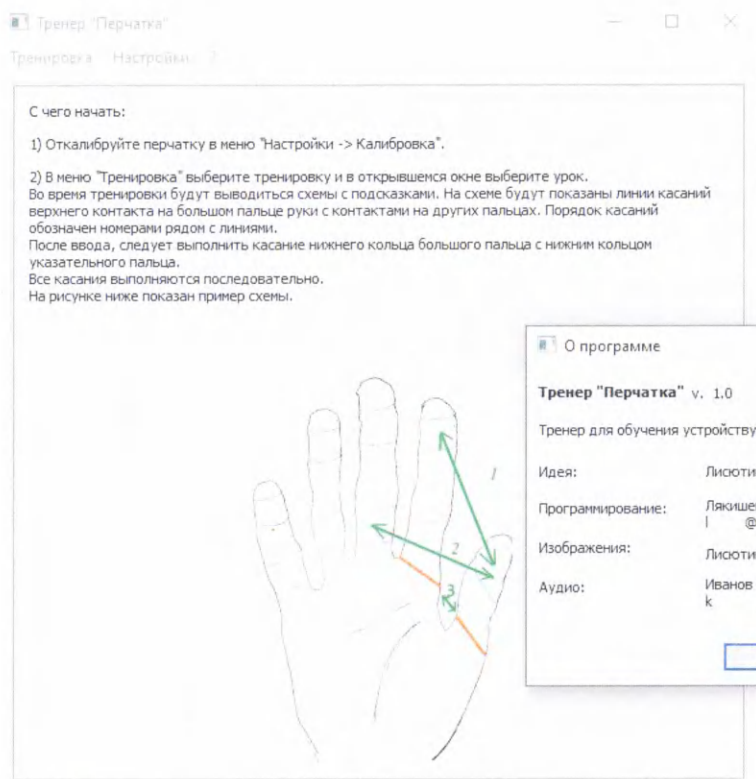 Тренер "Перчатка"
Тренировка Настройки ?
С чего начать:
1) Откалибруйте перчатку в меню "Настройки -> Калибровка".
2) В меню "Тренировка" выберите тренировку и в открывшемся окне выберите урок.
Во время тренировки будут выводиться схемы с подсказками. На схеме будут показаны линии касаний
верхнего контакта на большом пальце руки с контактами на других пальцах. Порядок касаний
обозначен номерами рядом с линиями.
После ввода, следует выполнить касание нижнего кольца большого пальца с нижним кольцом
указательного пальца.
Все касания выполняются последовательно.
На рисунке ниже показан пример схемы.
1
2
3
О программе
Тренер "Перчатка" v. 1.0
Тренер для обучения устройству
Идея: Лисюти
Программирование: Лякише
l @
Изображения: Лисюти
Аудио: Иванов
k